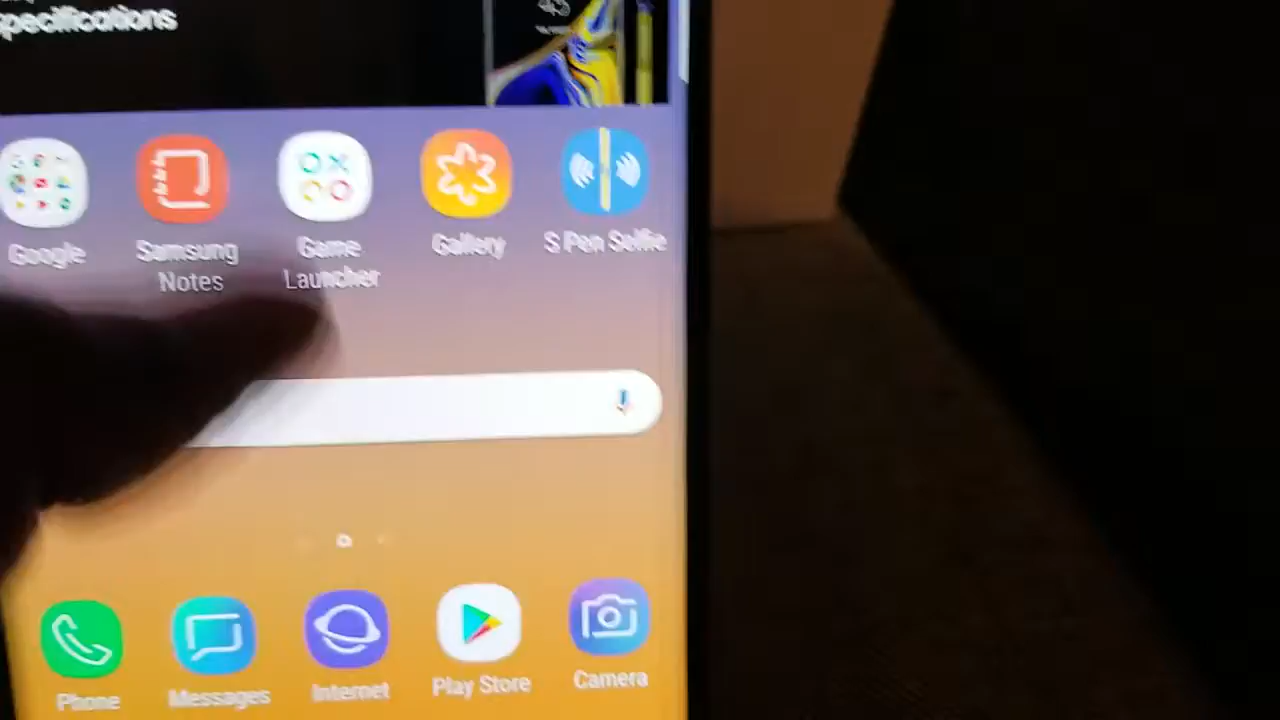 specifications
Google
Samsung
Notes
Game
Launcher
Gallery
S Pen Selfie
Phone
Messages
Internet
Play Store
Camera